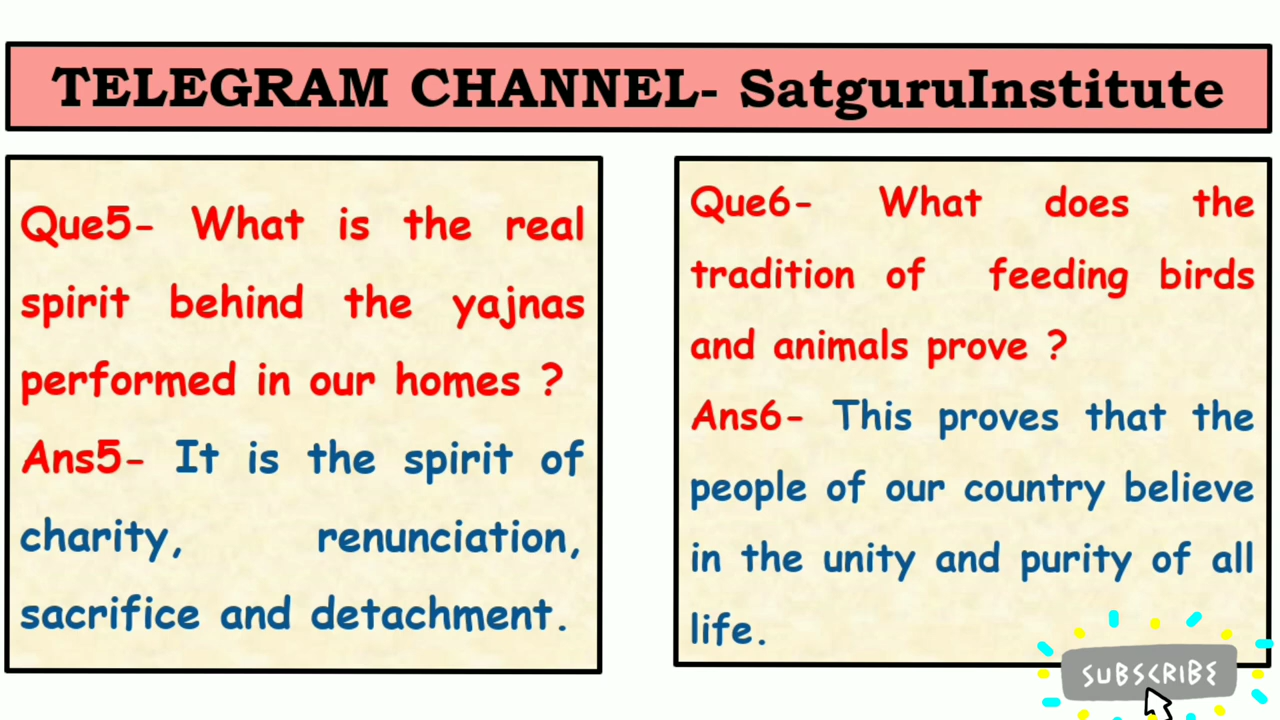 TELEGRAM CHANNEL- SatguruInstitute
Que5- What is the real
spirit behind the yajnas
performed in our homes ?
Ans5- It is the spirit of
charity, renunciation,
sacrifice and detachment.
Que6- What does the
tradition of feeding birds
and animals prove ?
Ans6- This proves that the
people of our country believe
in the unity and purity of all
life.
SUBSCRIBE